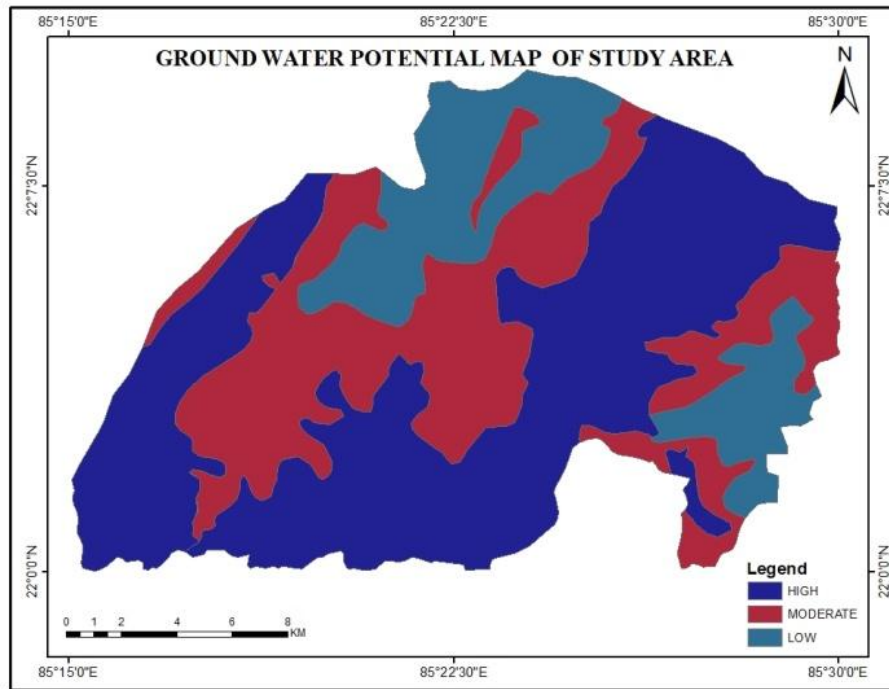 85°15'0"E 85°22'30"E 85°30'0"E
GROUND WATER POTENTIAL MAP OF STUDY AREA
N
22°7'30"N 22°7'30"N
22°0'0"N 22°0'0"N
Legend
HIGH
MODERATE
LOW
0 1 2 4 6 8
KM
85°15'0"E 85°22'30"E 85°30'0"E